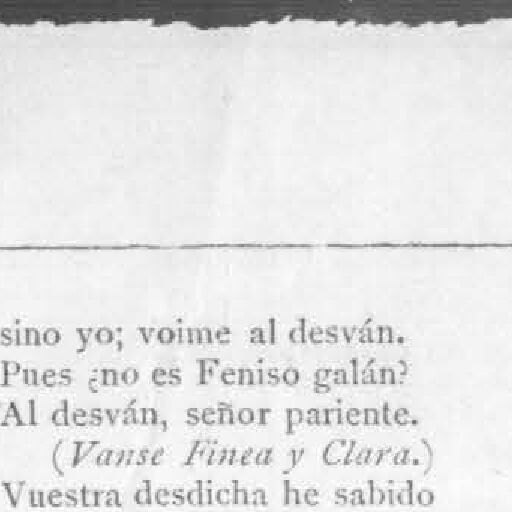 sino yo; voime al desván.
Pues ¿no es Feniso galán?
Al desván, señor pariente.
(Vanse Finea y Clara.)
Vuestra desdicha he sabido